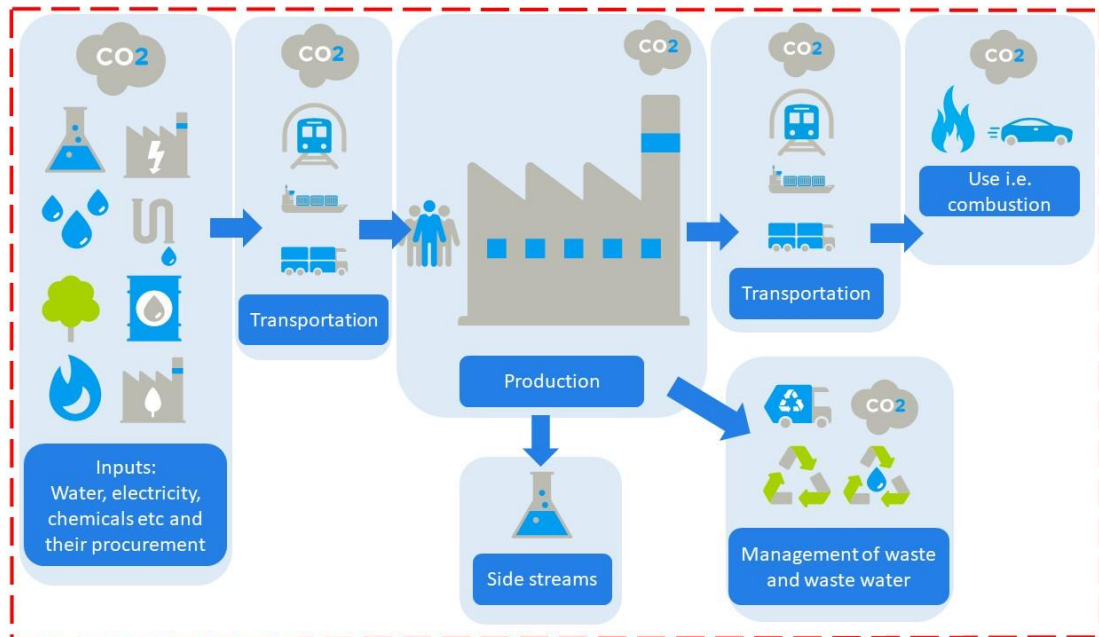 CO2
CO2
CO2
CO2
CO2
Use i.e.
combustion
Transportation
Transportation
Production
CO2
Inputs:
Water, electricity,
chemicals etc and
their procurement
Side streams
Management of waste
and waste water